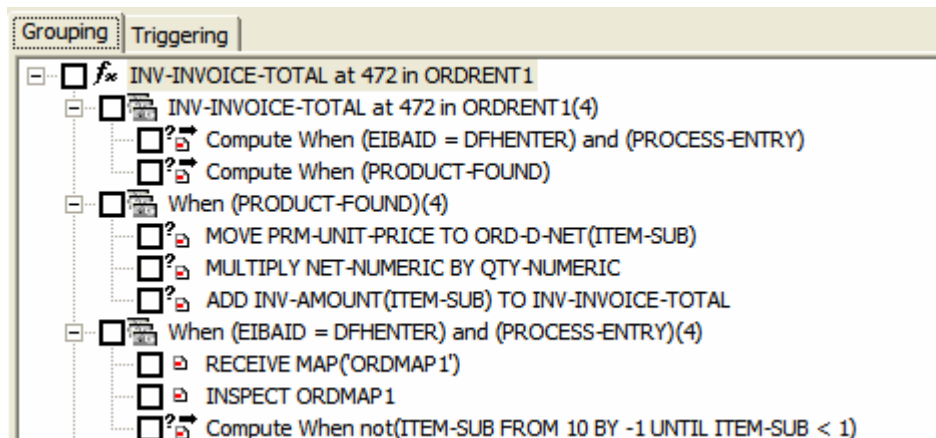 Grouping Triggering
fx INV-INVOICE-TOTAL at 472 in ORDRENT1
INV-INVOICE-TOTAL at 472 in ORDRENT1(4)
Compute When (EIBAID = DFHENTER) and (PROCESS-ENTRY)
Compute When (PRODUCT-FOUND)
When (PRODUCT-FOUND)(4)
MOVE PRM-UNIT-PRICE TO ORD-D-NET(ITEM-SUB)
MULTIPLY NET-NUMERIC BY QTY-NUMERIC
ADD INV-AMOUNT(ITEM-SUB) TO INV-INVOICE-TOTAL
When (EIBAID = DFHENTER) and (PROCESS-ENTRY)(4)
RECEIVE MAP('ORDMAP1')
INSPECT ORDMAP1
Compute When not(ITEM-SUB FROM 10 BY -1 UNTIL ITEM-SUB < 1)